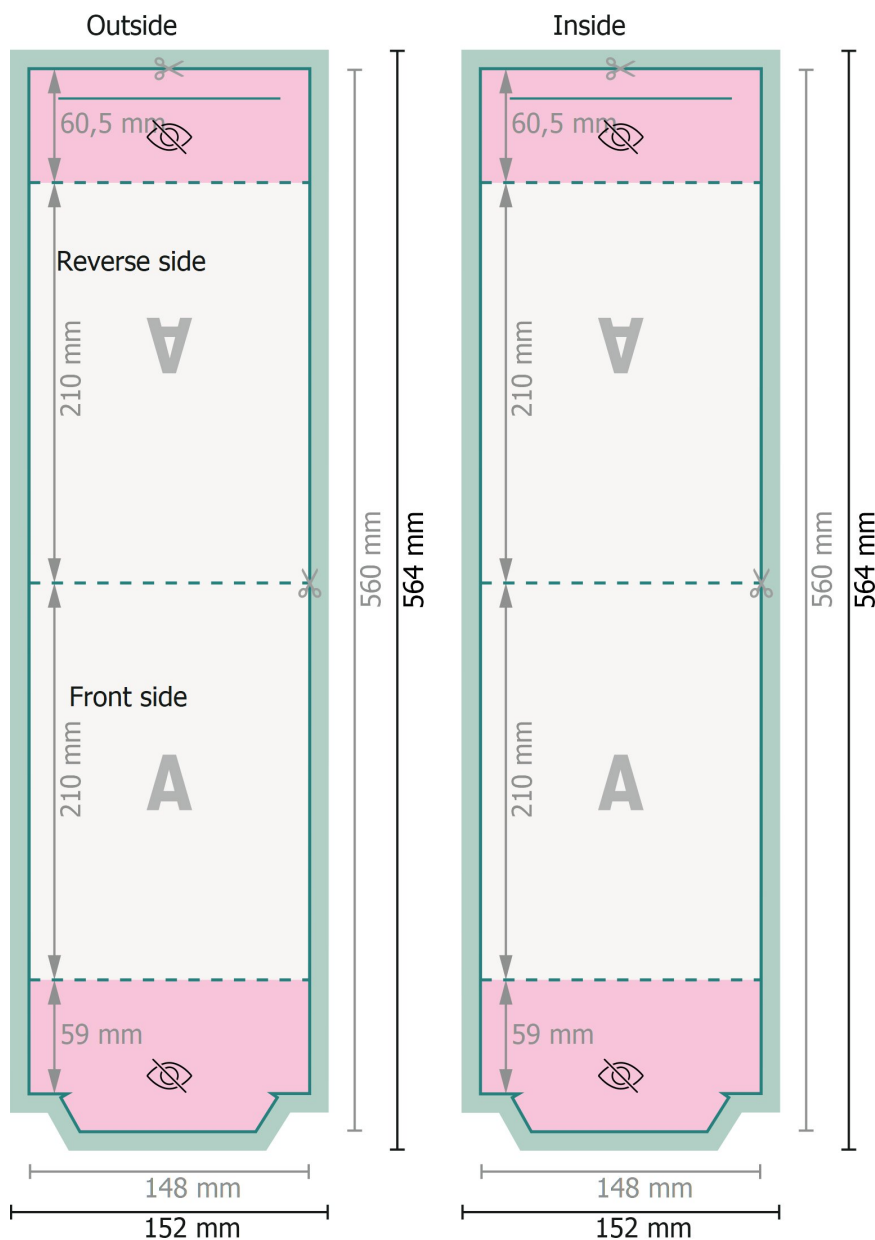 Outside
60,5 mm
Reverse side
A
210 mm
Front side
A
210 mm
59 mm
560 mm
564 mm
148 mm
152 mm
Inside
60,5 mm
A
210 mm
A
210 mm
59 mm
560 mm
564 mm
148 mm
152 mm